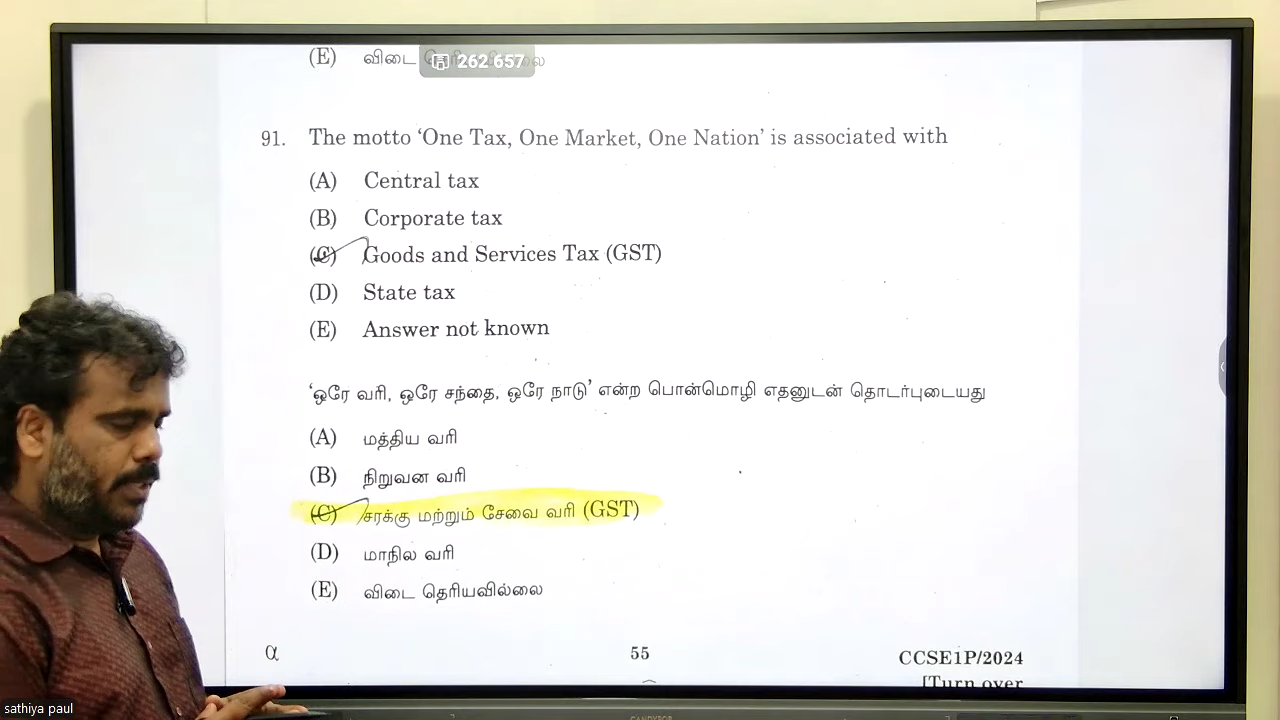 (E) விடை
262 657
91. The motto ‘One Tax, One Market, One Nation’ is associated with
(A) Central tax
(B) Corporate tax
(C) Goods and Services Tax (GST)
(D) State tax
(E) Answer not known
‘ஒரே வரி, ஒரே சந்தை, ஒரே நாடு’ என்ற பொன்மொழி எதனுடன் தொடர்புடையது
(A) மத்திய வரி
(B) நிறுவன வரி
(C) சரக்கு மற்றும் சேவை வரி (GST)
(D) மாநில வரி
(E) விடை தெரியவில்லை
α 55 CCSE1P/2024
[Turn over
sathiya paul